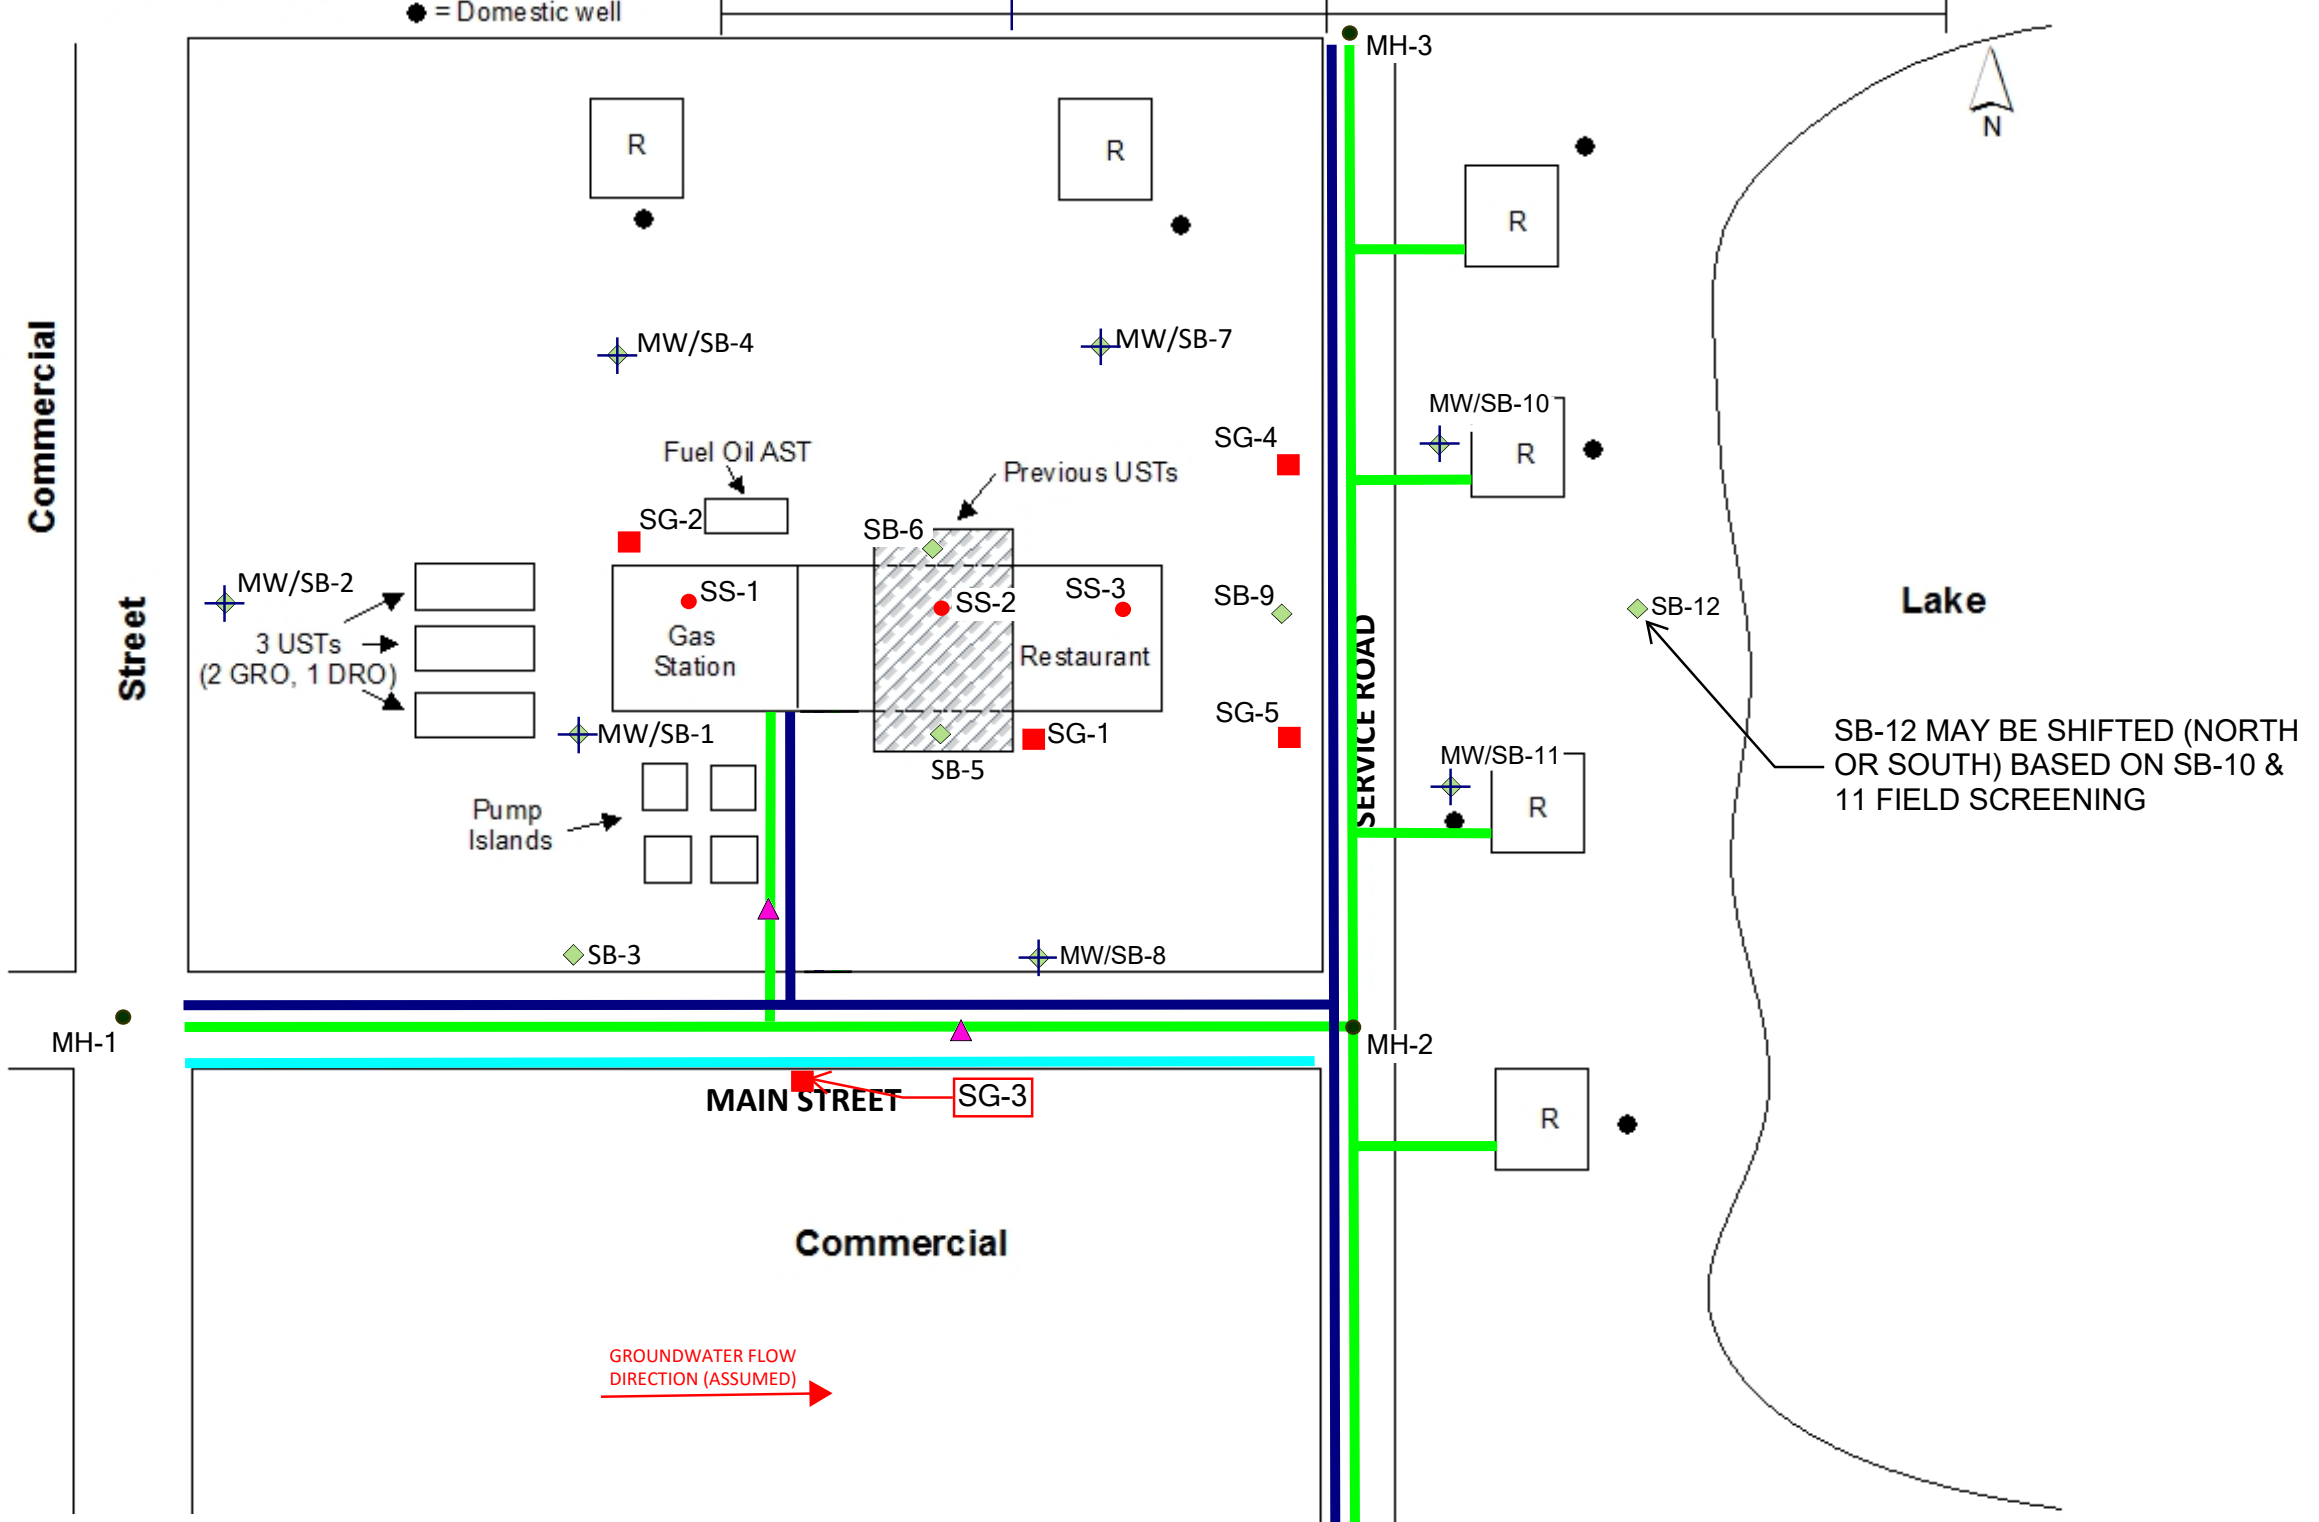 = Domestic well
MH-3
N
R
R
R
MW/SB-4
MW/SB-7
MW/SB-10
Commercial
Fuel Oil AST
SG-4
R
Previous USTs
SG-2
SB-6
MW/SB-2
SS-1
SS-2
SS-3
SB-9
SB-12
Lake
Street
3 USTs
(2 GRO, 1 DRO)
Gas
Station
Restaurant
SERVICE ROAD
SG-5
MW/SB-1
SG-1
SB-5
MW/SB-11
SB-12 MAY BE SHIFTED (NORTH
OR SOUTH) BASED ON SB-10 &
11 FIELD SCREENING
Pump
Islands
R
SB-3
MW/SB-8
MH-1
MH-2
MAIN STREET
SG-3
R
Commercial
GROUNDWATER FLOW
DIRECTION (ASSUMED)